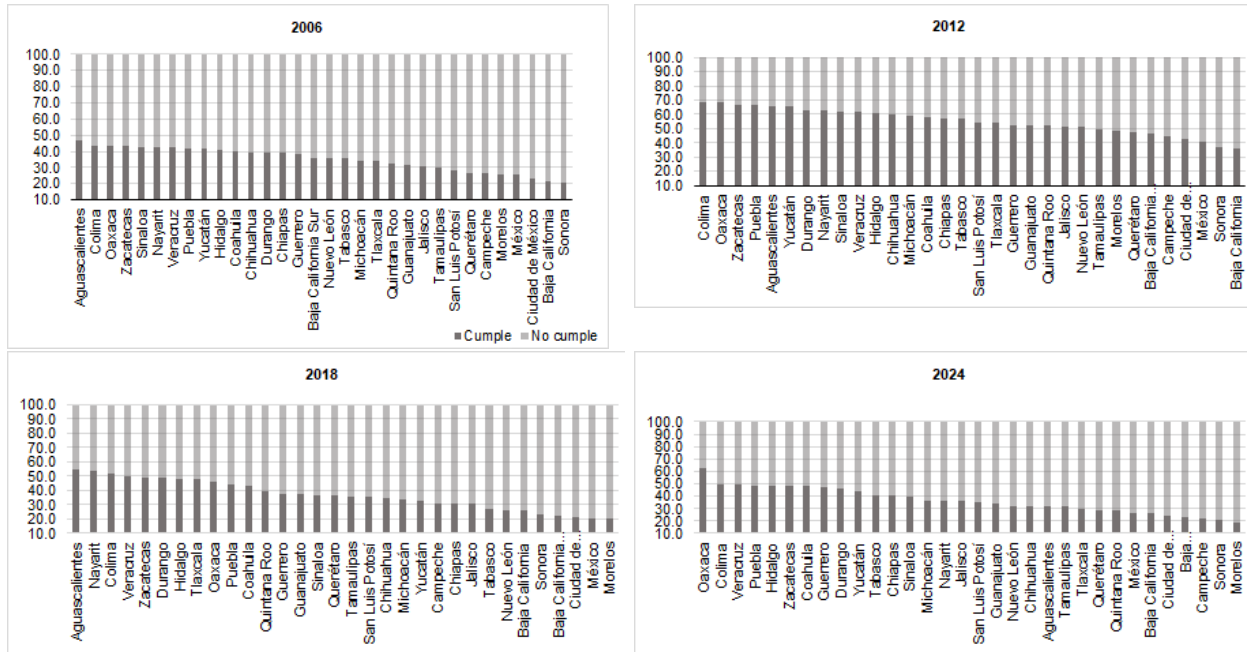 2006
100.0
90.0
80.0
70.0
60.0
50.0
40.0
30.0
20.0
10.0
Aguascalientes
Colima
Oaxaca
Zacatecas
Sinaloa
Nayarit
Veracruz
Puebla
Yucatán
Hidalgo
Coahuila
Chihuahua
Durango
Chiapas
Guerrero
Baja California Sur
Nuevo León
Tabasco
Michoacán
Tlaxcala
Quintana Roo
Guanajuato
Jalisco
Tamaulipas
San Luis Potosí
Querétaro
Campeche
Morelos
México
Ciudad de México
Baja California
Sonora
Cumple No cumple
2012
100.0
90.0
80.0
70.0
60.0
50.0
40.0
30.0
20.0
10.0
Colima
Oaxaca
Zacatecas
Puebla
Aguascalientes
Yucatán
Durango
Nayarit
Sinaloa
Veracruz
Hidalgo
Chihuahua
Michoacán
Coahuila
Chiapas
Tabasco
San Luis Potosí
Tlaxcala
Guerrero
Guanajuato
Quintana Roo
Jalisco
Nuevo León
Tamaulipas
Morelos
Querétaro
Baja California…
Campeche
Ciudad de…
México
Sonora
Baja California
2018
100.0
90.0
80.0
70.0
60.0
50.0
40.0
30.0
20.0
10.0
Aguascalientes
Nayarit
Colima
Veracruz
Zacatecas
Durango
Hidalgo
Tlaxcala
Oaxaca
Puebla
Coahuila
Quintana Roo
Guerrero
Guanajuato
Sinaloa
Querétaro
Tamaulipas
San Luis Potosí
Chihuahua
Michoacán
Yucatán
Campeche
Chiapas
Jalisco
Tabasco
Nuevo León
Baja California
Sonora
Baja California…
Ciudad de…
México
Morelos
2024
100.0
90.0
80.0
70.0
60.0
50.0
40.0
30.0
20.0
10.0
Oaxaca
Colima
Veracruz
Puebla
Hidalgo
Zacatecas
Coahuila
Guerrero
Durango
Yucatán
Tabasco
Chiapas
Sinaloa
Michoacán
Nayarit
Jalisco
San Luis Potosí
Guanajuato
Nuevo León
Chihuahua
Aguascalientes
Tamaulipas
Tlaxcala
Querétaro
Quintana Roo
México
Baja California
Ciudad de…
Baja…
Campeche
Sonora
Morelos